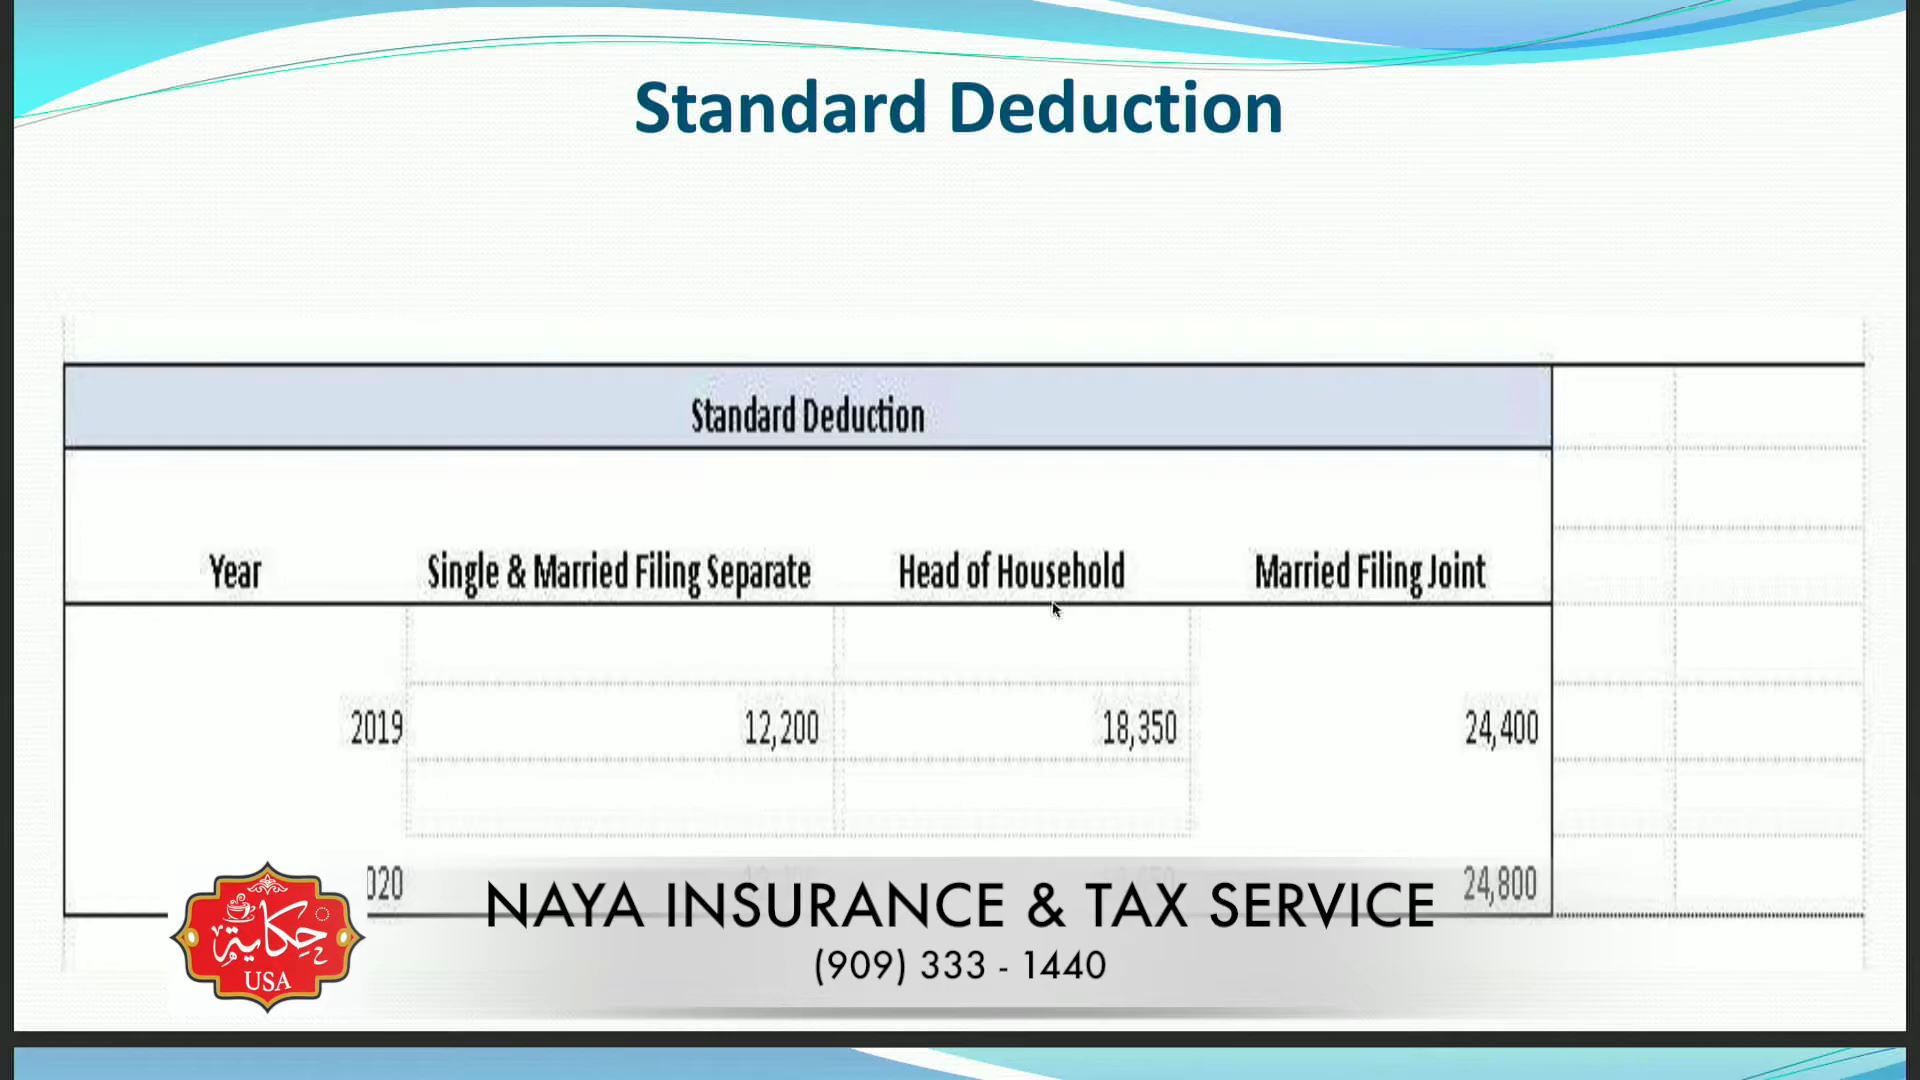 Standard Deduction
Standard Deduction
Year Single & Married Filing Separate Head of Household Married Filing Joint
2019 12,200 18,350 24,400
020 24,800
NAYA INSURANCE & TAX SERVICE
(909) 333 - 1440
حكاية
USA